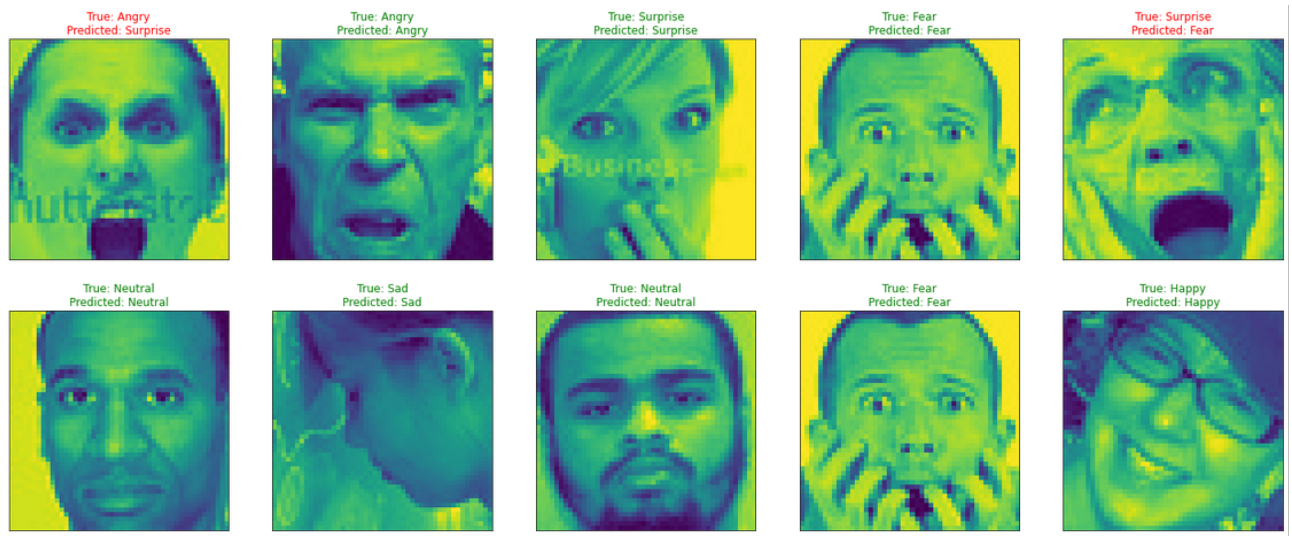 True: Angry
Predicted: Surprise
True: Angry
Predicted: Angry
True: Surprise
Predicted: Surprise
True: Fear
Predicted: Fear
True: Surprise
Predicted: Fear
hutterstoc
Business
True: Neutral
Predicted: Neutral
True: Sad
Predicted: Sad
True: Neutral
Predicted: Neutral
True: Fear
Predicted: Fear
True: Happy
Predicted: Happy